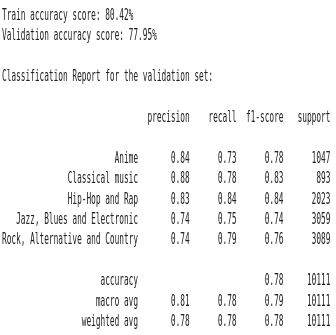 Train accuracy score: 80.42%
Validation accuracy score: 77.95%
Classification Report for the validation set:
precision recall f1-score support
Anime 0.84 0.73 0.78 1047
Classical music 0.88 0.78 0.83 893
Hip-Hop and Rap 0.83 0.84 0.84 2023
Jazz, Blues and Electronic 0.74 0.75 0.74 3059
Rock, Alternative and Country 0.74 0.79 0.76 3089
accuracy 0.78 10111
macro avg 0.81 0.78 0.79 10111
weighted avg 0.78 0.78 0.78 10111